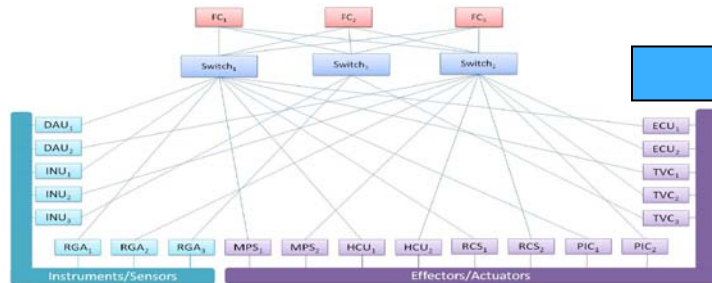 FC₁
FC₂
FC₃
Switch₁
Switch₃
Switch₂
DAU₁
DAU₂
INU₁
INU₂
INU₃
RGA₁
RGA₂
RGA₃
MPS₁
MPS₂
HCU₁
HCU₂
RCS₁
RCS₂
PIC₁
PIC₂
ECU₁
ECU₂
TVC₁
TVC₂
TVC₃
Instruments/Sensors
Effectors/Actuators